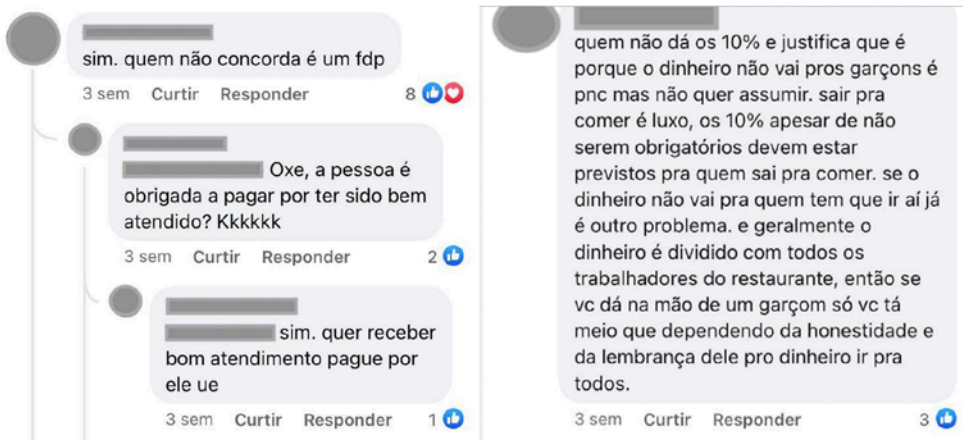 sim. quem não concorda é um fdp
3 sem Curtir Responder 8
Oxe, a pessoa é
obrigada a pagar por ter sido bem
atendido? Kkkkkk
3 sem Curtir Responder 2
sim. quer receber
bom atendimento pague por
ele ue
3 sem Curtir Responder 1
quem não dá os 10% e justifica que é
porque o dinheiro não vai pros garçons é
pnc mas não quer assumir. sair pra
comer é luxo, os 10% apesar de não
serem obrigatórios devem estar
previstos pra quem sai pra comer. se o
dinheiro não vai pra quem tem que ir aí já
é outro problema. e geralmente o
dinheiro é dividido com todos os
trabalhadores do restaurante, então se
vc dá na mão de um garçom só vc tá
meio que dependendo da honestidade e
da lembrança dele pro dinheiro ir pra
todos.
3 sem Curtir Responder 3